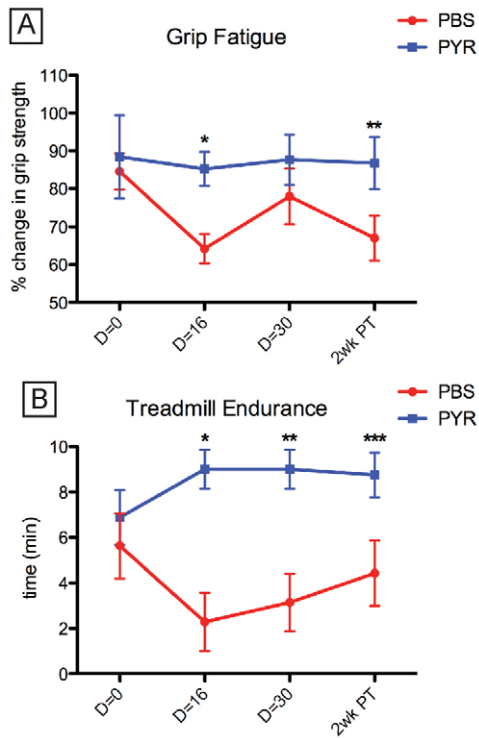 A
Grip Fatigue
PBS
PYR
% change in grip strength
110
100
90
80
70
60
50
*
**
D=0
D=16
D=30
2wk PT
B
Treadmill Endurance
PBS
PYR
time (min)
10
8
6
4
2
0
*
**
***
D=0
D=16
D=30
2wk PT